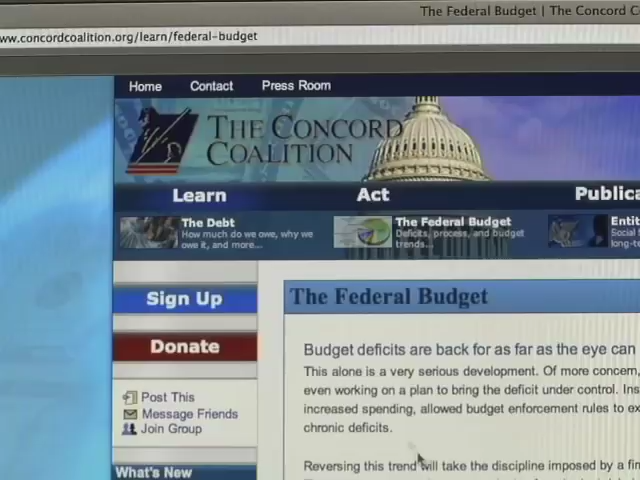 The Federal Budget | The Concord C
ww.concordcoalition.org/learn/federal-budget
Home Contact Press Room
THE CONCORD
COALITION
Learn Act Publica
The Debt
How much do we owe, why we
owe it, and more...
The Federal Budget
Deficits, process, and budget
trends...
Entit
Social
long-te
Sign Up
Donate
Post This
Message Friends
Join Group
What's New
The Federal Budget
Budget deficits are back for as far as the eye can
This alone is a very serious development. Of more concern,
even working on a plan to bring the deficit under control. Ins
increased spending, allowed budget enforcement rules to ex
chronic deficits.
Reversing this trend will take the discipline imposed by a fin